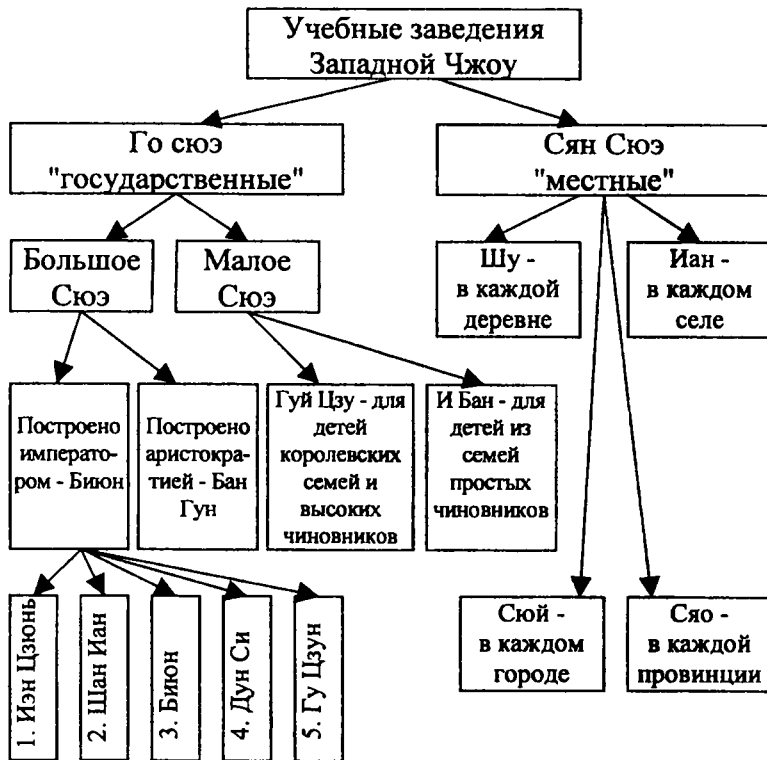 Учебные заведения
Западной Чжоу
Го сюэ
"государственные"
Сян Сюэ
"местные"
Большое
Сюэ
Малое
Сюэ
Шу -
в каждой
деревне
Иан -
в каждом
селе
Построено
императо-
ром - Биюн
Построено
аристокра-
тией - Бан
Гун
Гуй Цзу - для
детей
королевских
семей и
высоких
чиновников
И Бан - для
детей из
семей
простых
чиновников
1. Иэн Цзюнь
2. Шан Иан
3. Биюн
4. Дун Си
5. Гу Цзун
Сюй -
в каждом
городе
Сяо -
в каждой
провинции